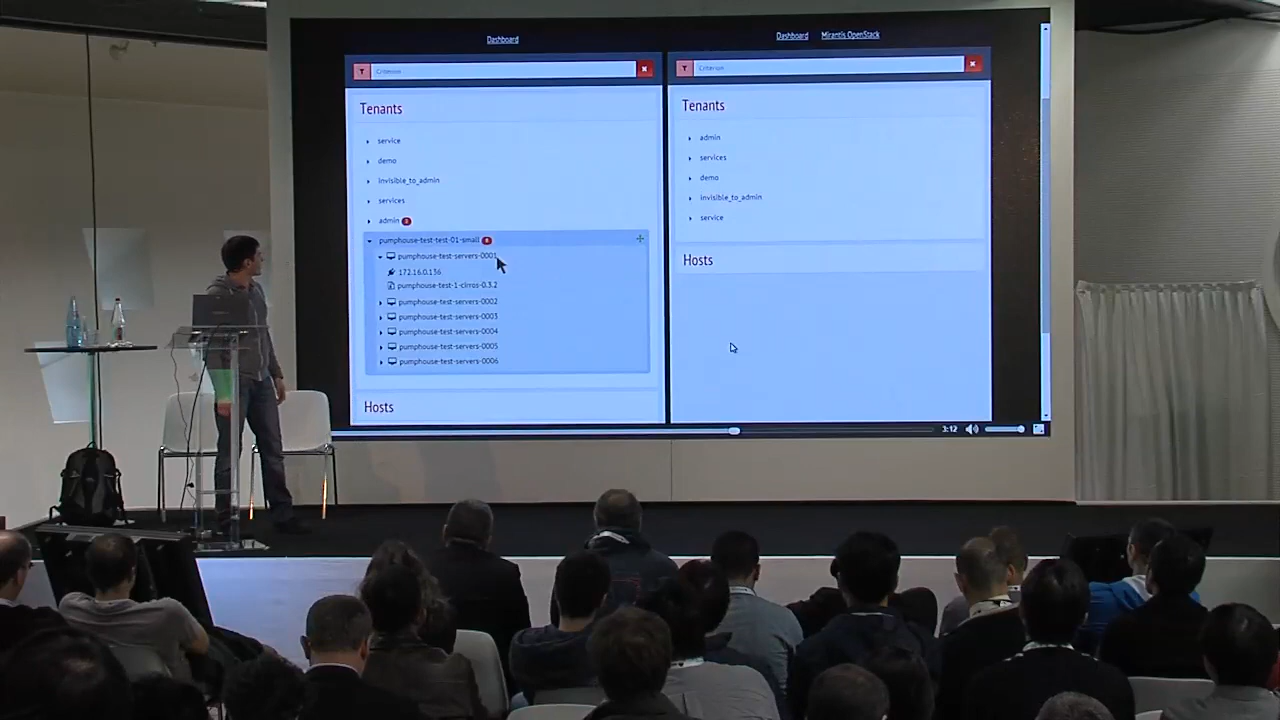 Dashboard
Criterion
Tenants
service
demo
invisible_to_admin
services
admin
pumphouse-test-test-01-small
pumphouse-test-servers-0001
172.16.0.136
pumphouse-test-1-cirros-0.3.2
pumphouse-test-servers-0002
pumphouse-test-servers-0003
pumphouse-test-servers-0004
pumphouse-test-servers-0005
pumphouse-test-servers-0006
Hosts
Dashboard Mirantis OpenStack
Criterion
Tenants
admin
services
demo
invisible_to_admin
service
Hosts
3:12